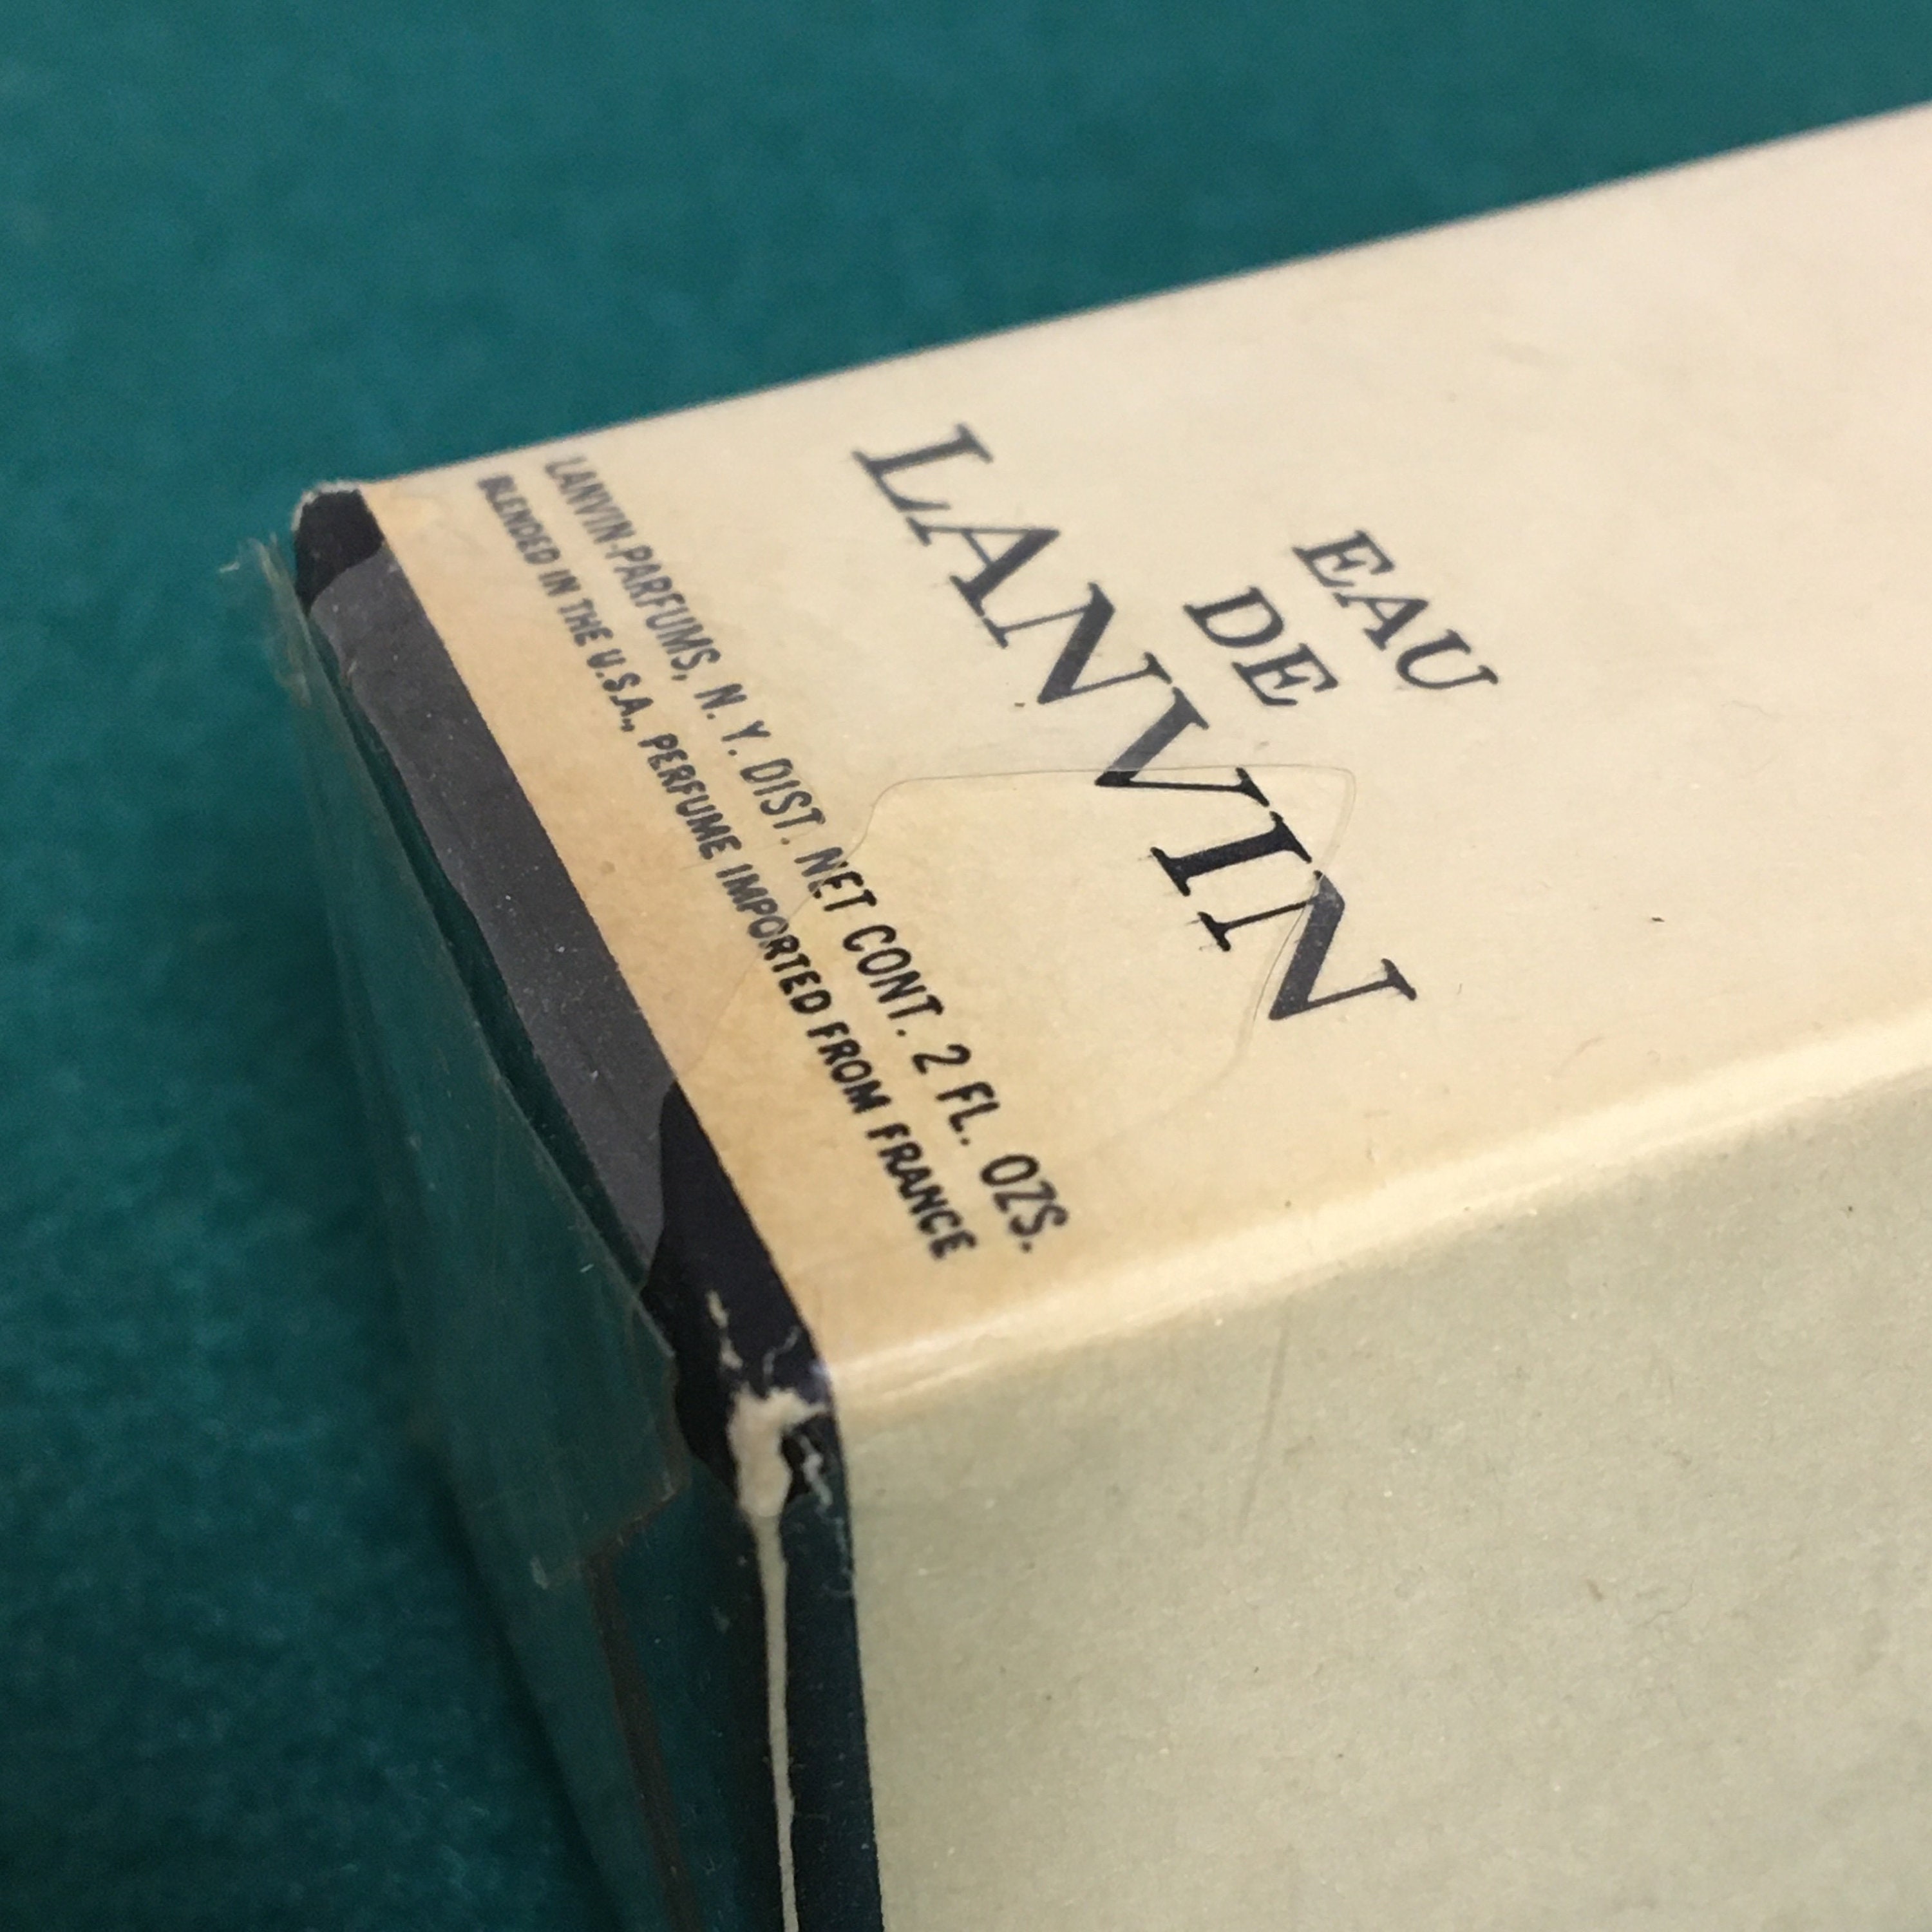 EAU
DE
LANVIN
LANVIN-PARFUMS, N. Y. DIST. NET CONT. 2 FL. OZS.
BLENDED IN THE U.S.A., PERFUME IMPORTED FROM FRANCE